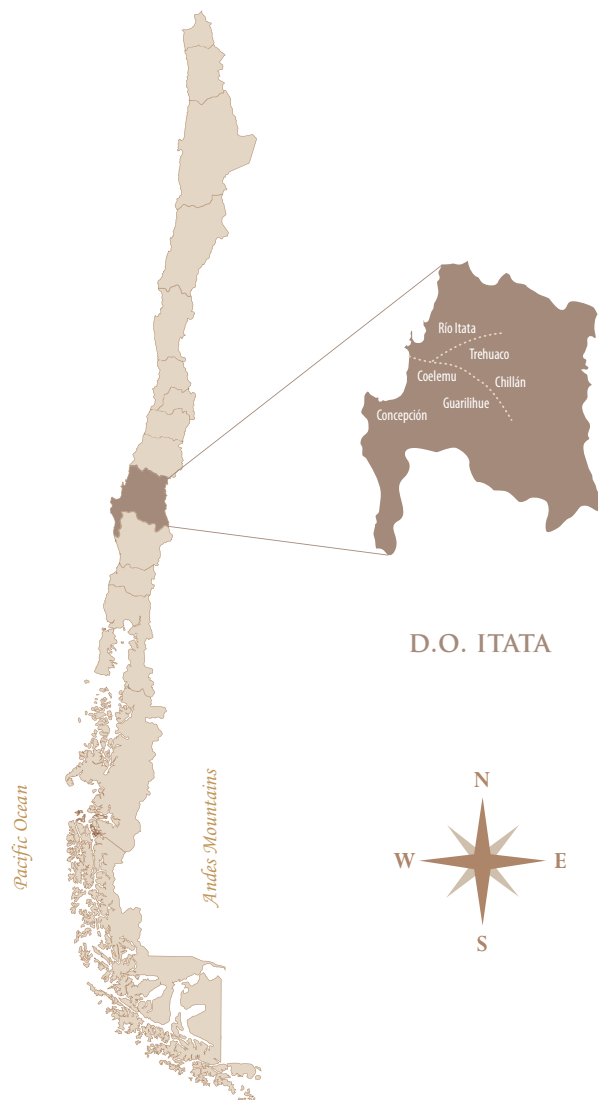 Río Itata
Trehuaco
Coelemu
Chillán
Guarilihue
Concepción
D.O. ITATA
Pacific Ocean
Andes Mountains
N
W
E
S